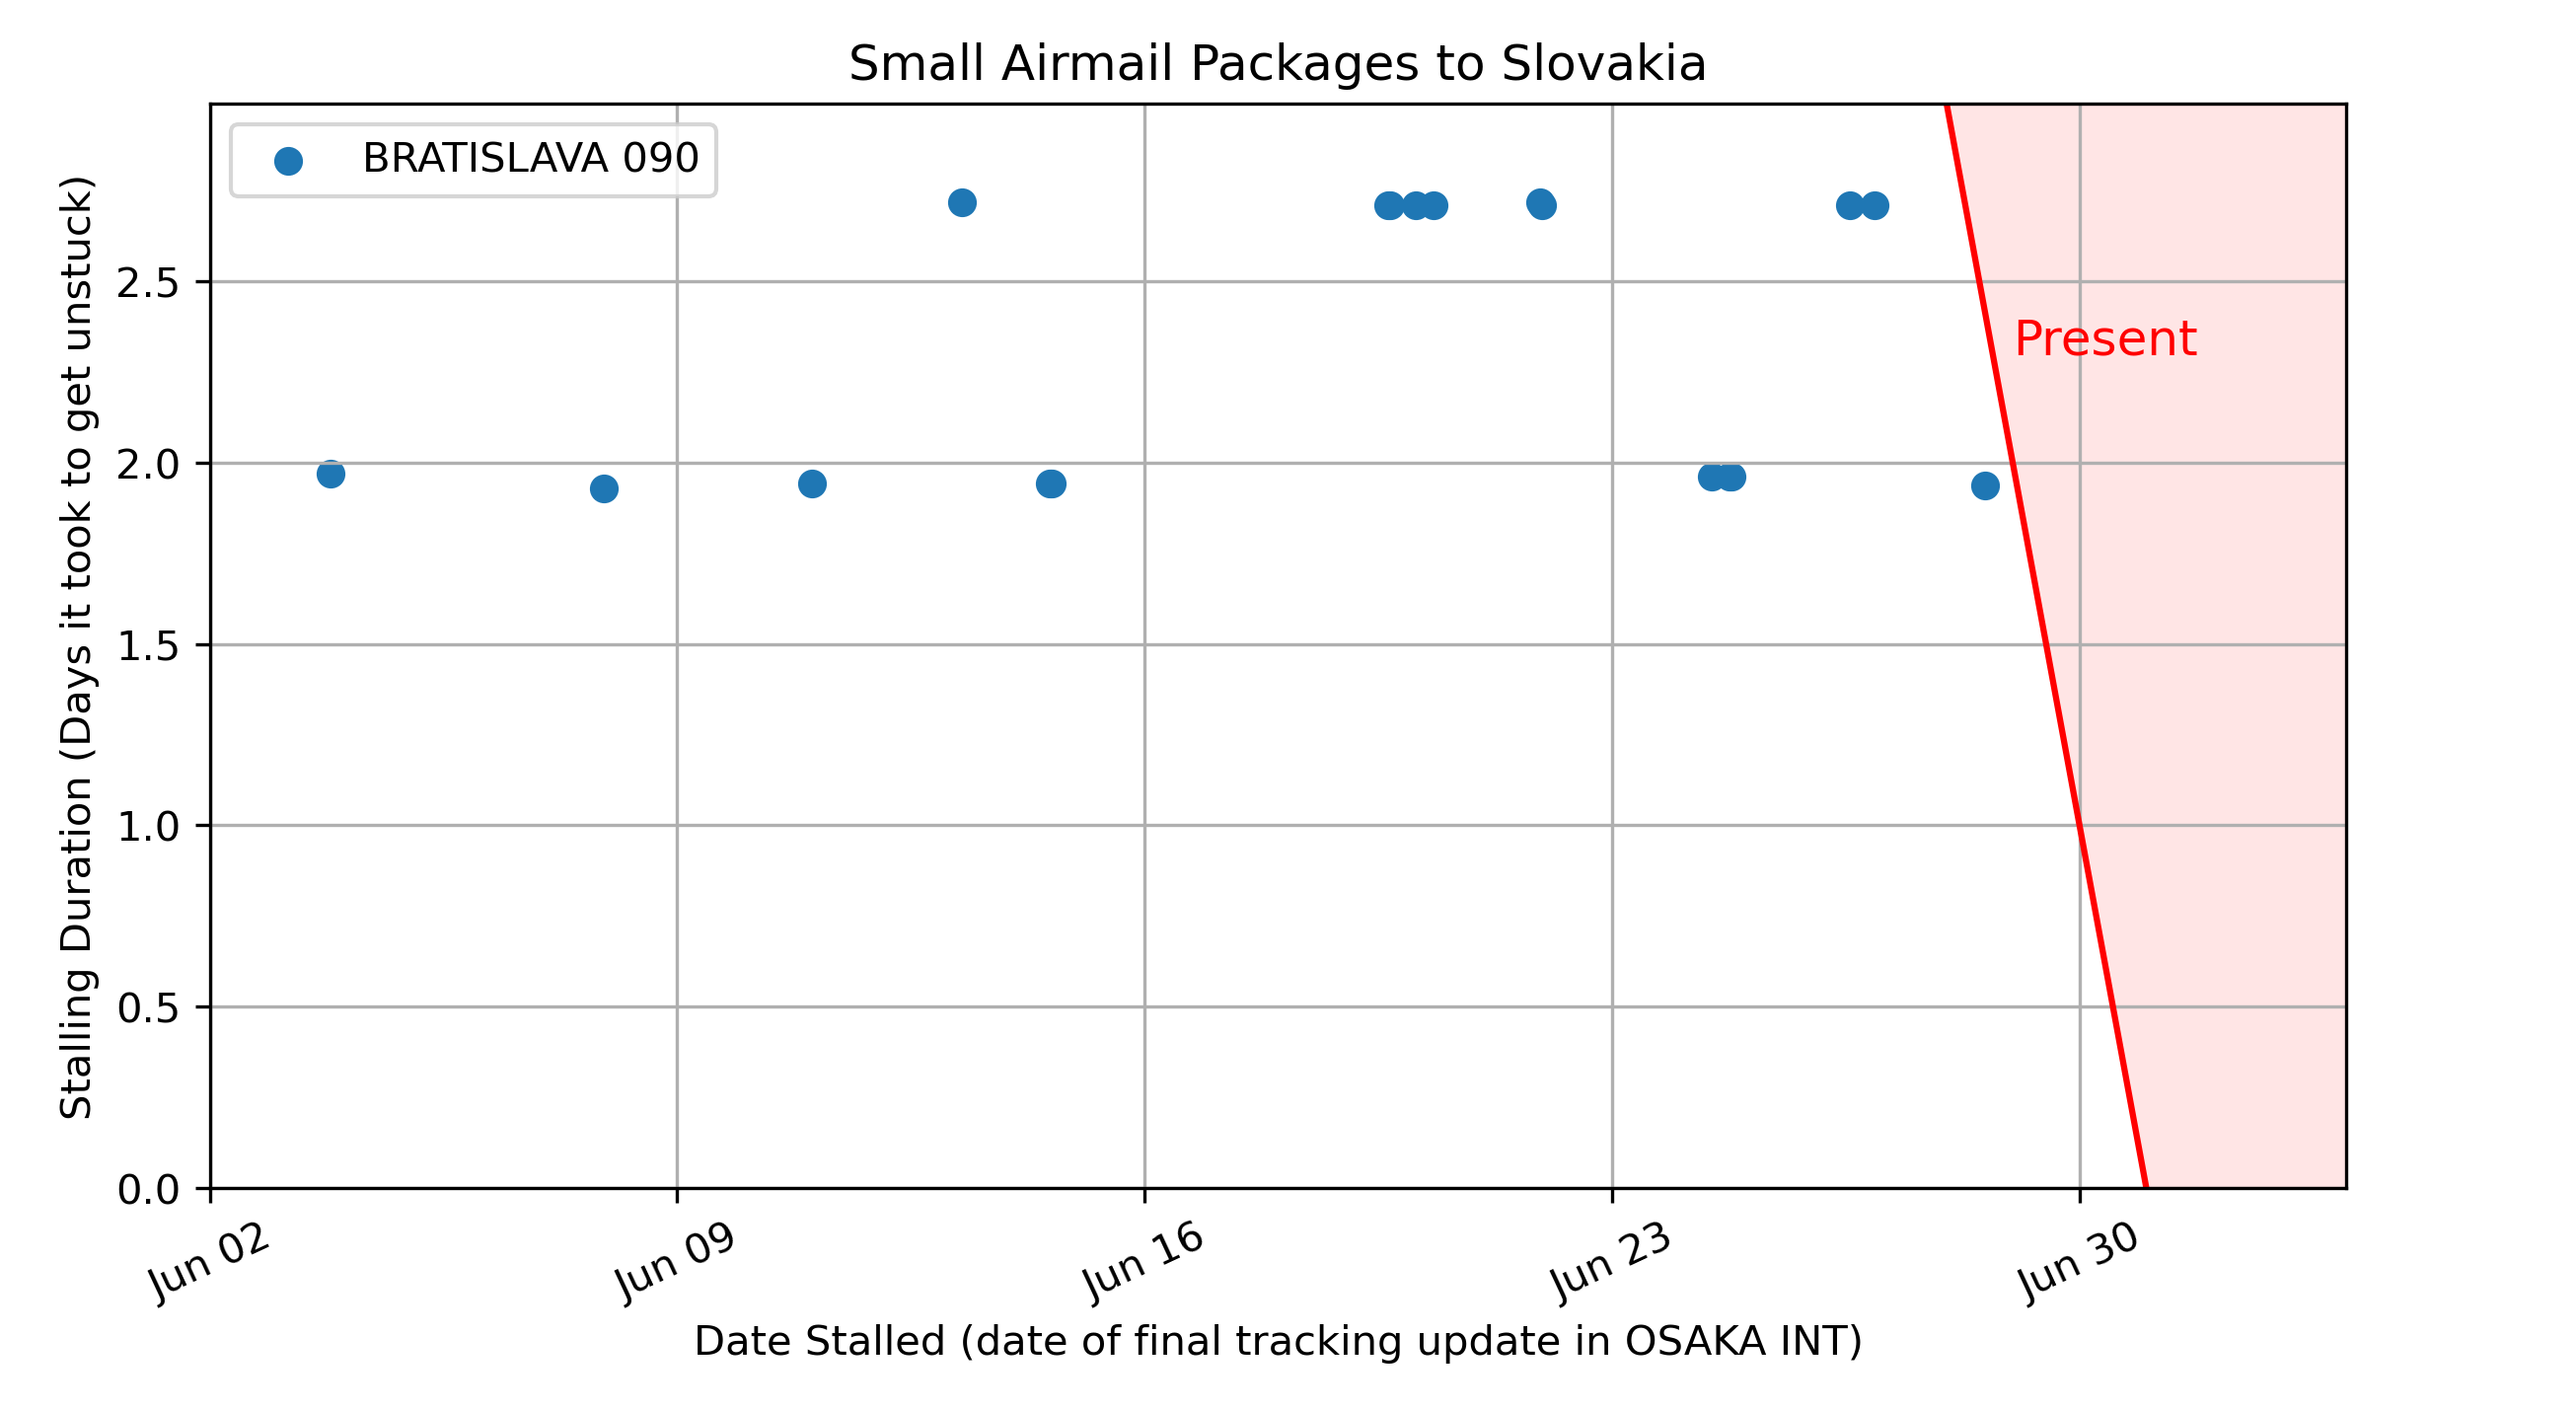 Small Airmail Packages to Slovakia
BRATISLAVA 090
Stalling Duration (Days it took to get unstuck)
2.5
2.0
1.5
1.0
0.5
0.0
Present
Jun 02
Jun 09
Jun 16
Jun 23
Jun 30
Date Stalled (date of final tracking update in OSAKA INT)